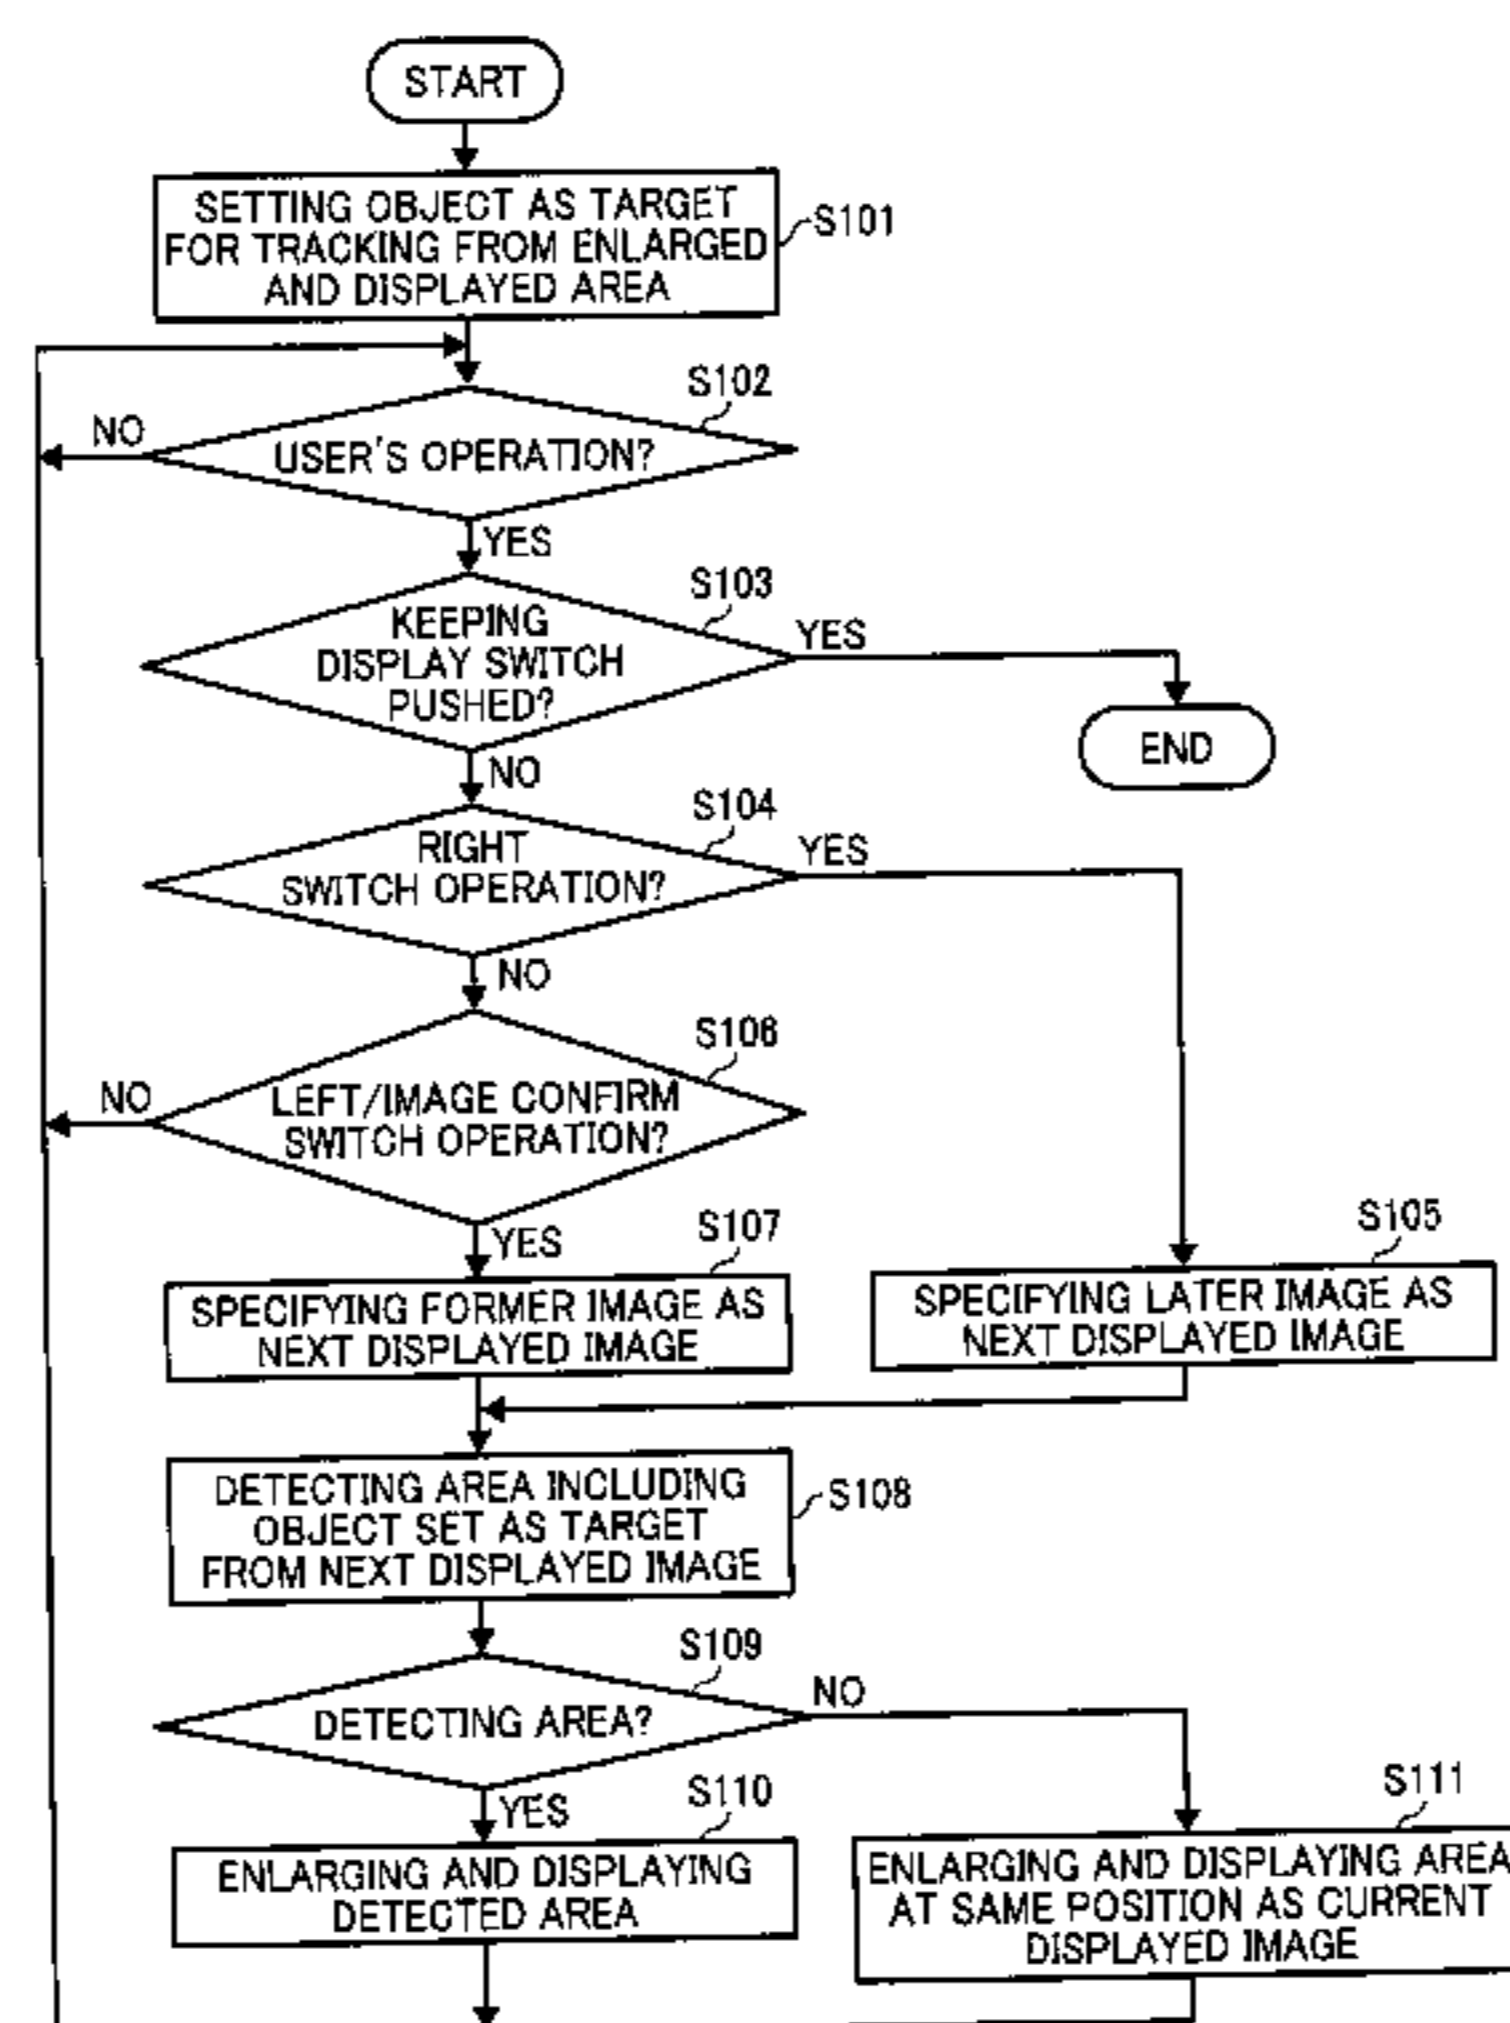 START
SETTING OBJECT AS TARGET
FOR TRACKING FROM ENLARGED
AND DISPLAYED AREA
S101
S102
NO
USER'S OPERATION?
YES
S103
KEEPING
DISPLAY SWITCH
PUSHED?
YES
END
NO
S104
RIGHT
SWITCH OPERATION?
YES
NO
S106
NO
LEFT/IMAGE CONFIRM
SWITCH OPERATION?
YES
S107
SPECIFYING FORMER IMAGE AS
NEXT DISPLAYED IMAGE
S105
SPECIFYING LATER IMAGE AS
NEXT DISPLAYED IMAGE
DETECTING AREA INCLUDING
OBJECT SET AS TARGET
FROM NEXT DISPLAYED IMAGE
S108
S109
DETECTING AREA?
NO
YES
S110
ENLARGING AND DISPLAYING
DETECTED AREA
S111
ENLARGING AND DISPLAYING AREA
AT SAME POSITION AS CURRENT
DISPLAYED IMAGE